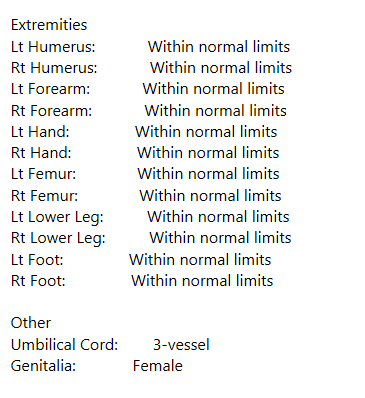 Extremities
Lt Humerus: Within normal limits
Rt Humerus: Within normal limits
Lt Forearm: Within normal limits
Rt Forearm: Within normal limits
Lt Hand: Within normal limits
Rt Hand: Within normal limits
Lt Femur: Within normal limits
Rt Femur: Within normal limits
Lt Lower Leg: Within normal limits
Rt Lower Leg: Within normal limits
Lt Foot: Within normal limits
Rt Foot: Within normal limits
Other
Umbilical Cord: 3-vessel
Genitalia: Female